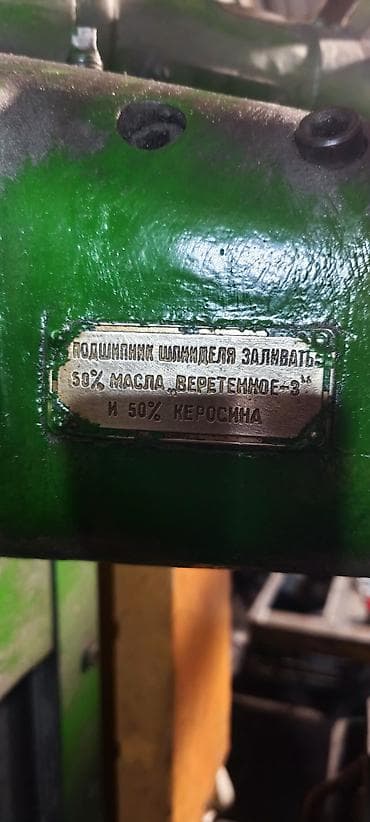 ПОДШИПНИК ШПИНДЕЛЯ ЗАЛИВАТЬ
50% МАСЛА „ВЕРЕТЕННОЕ-3"
И 50% КЕРОСИНА